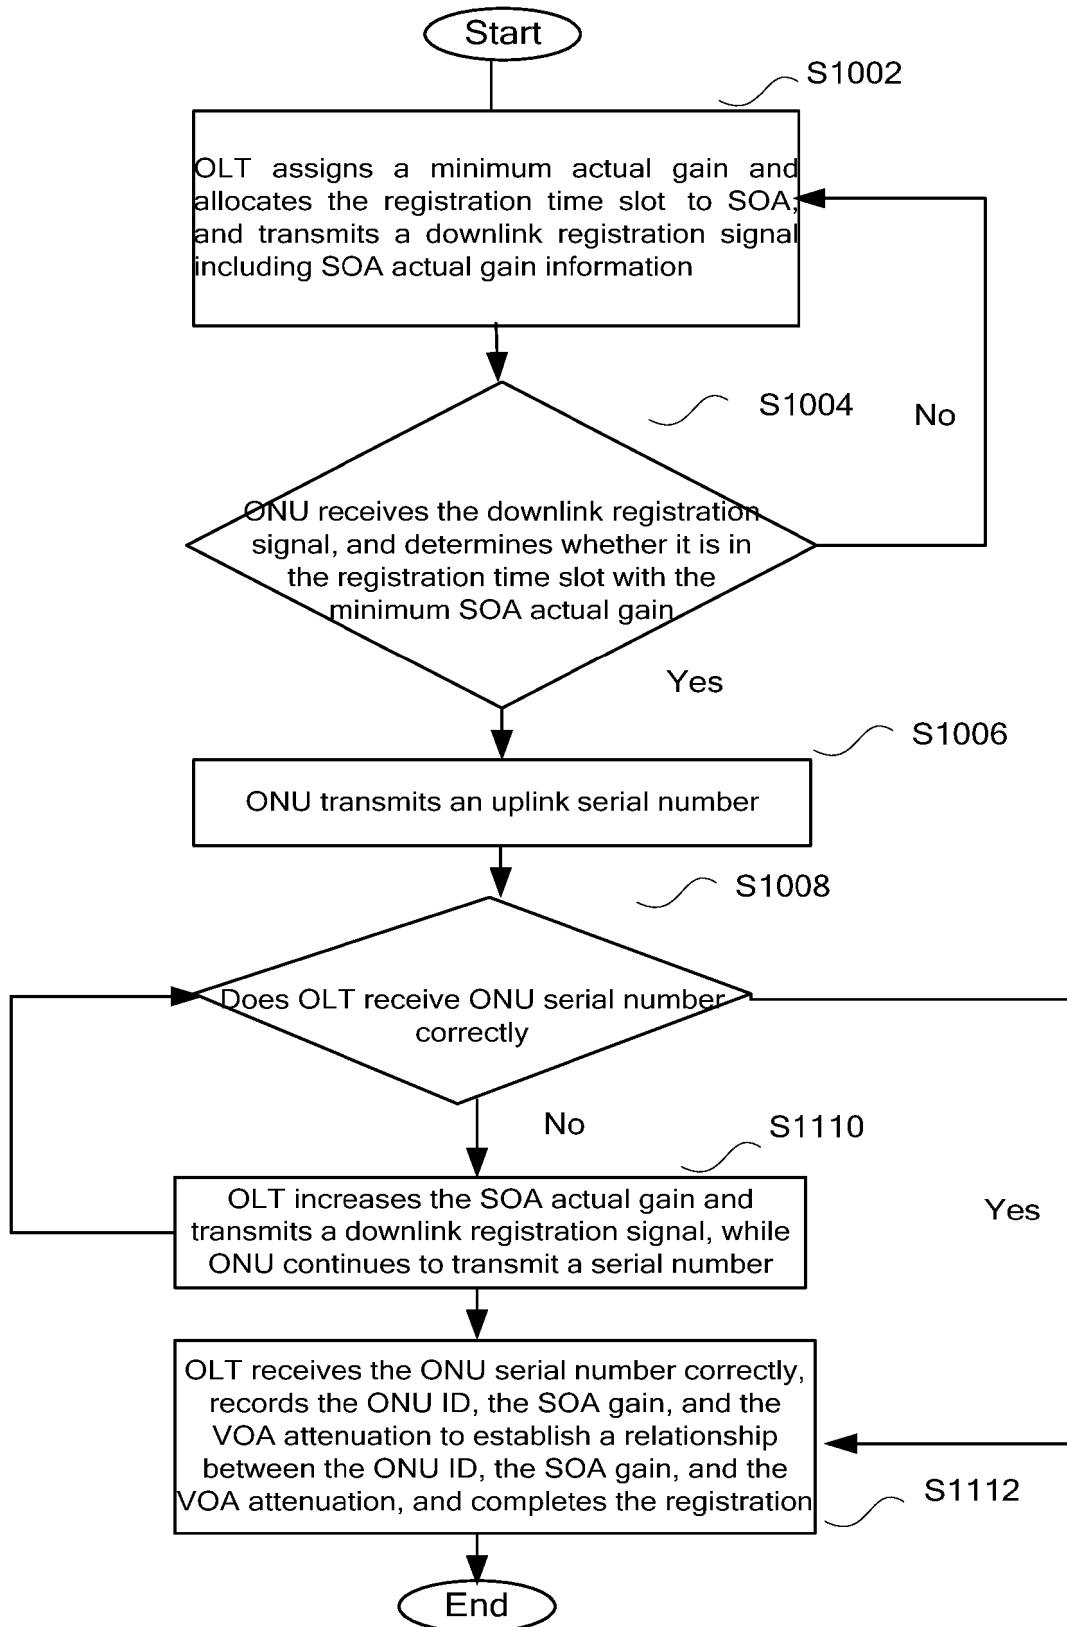 Start
S1002
OLT assigns a minimum actual gain and
allocates the registration time slot to SOA,
and transmits a downlink registration signal
including SOA actual gain information
S1004
No
ONU receives the downlink registration
signal, and determines whether it is in
the registration time slot with the
minimum SOA actual gain
Yes
S1006
ONU transmits an uplink serial number
S1008
Does OLT receive ONU serial number
correctly
No
S1110
Yes
OLT increases the SOA actual gain and
transmits a downlink registration signal, while
ONU continues to transmit a serial number
OLT receives the ONU serial number correctly,
records the ONU ID, the SOA gain, and the
VOA attenuation to establish a relationship
between the ONU ID, the SOA gain, and the
VOA attenuation, and completes the registration
S1112
End